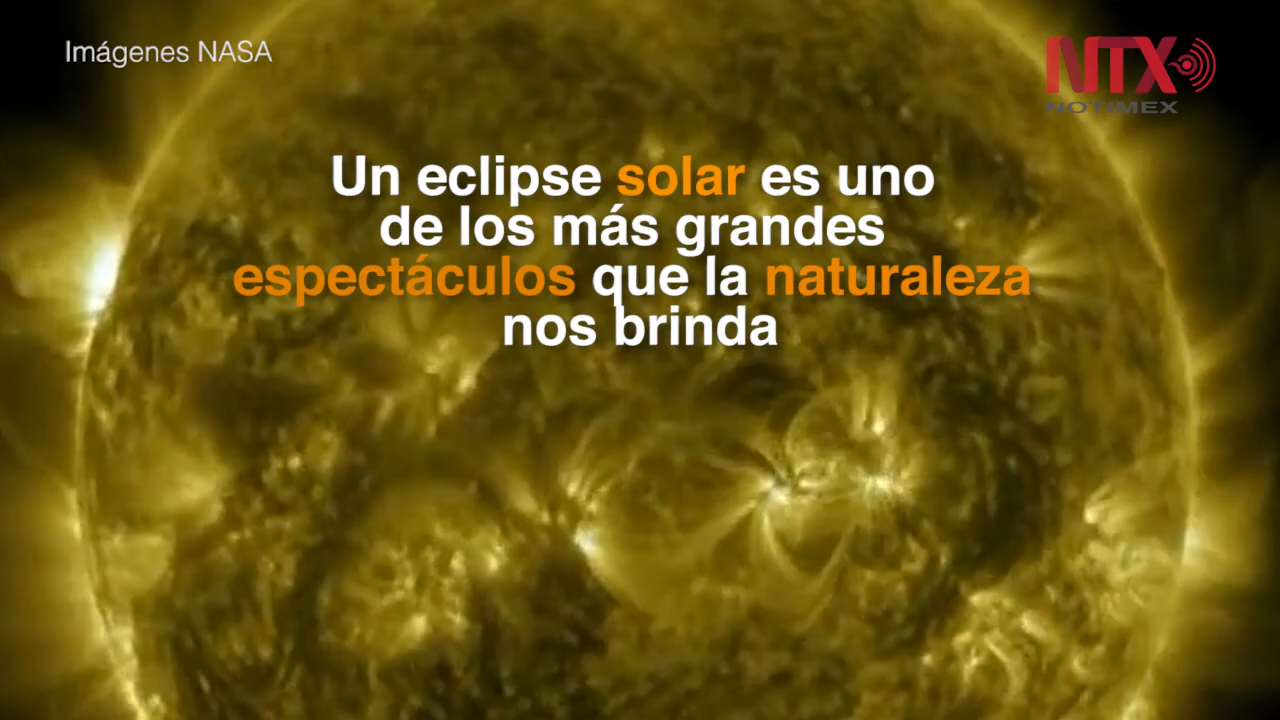 Imágenes NASA
NTX
NOTIMEX
Un eclipse solar es uno
de los más grandes
espectáculos que la naturaleza
nos brinda